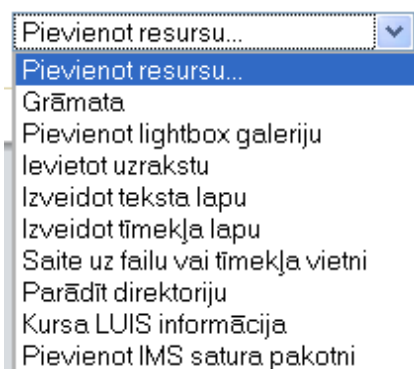 Pievienot resursu...
Pievienot resursu...
Grāmata
Pievienot lightbox galeriju
Ievietot uzrakstu
Izveidot teksta lapu
Izveidot tīmekļa lapu
Saite uz failu vai tīmekļa vietni
Parādīt direktoriju
Kursa LUIS informācija
Pievienot IMS satura pakotni